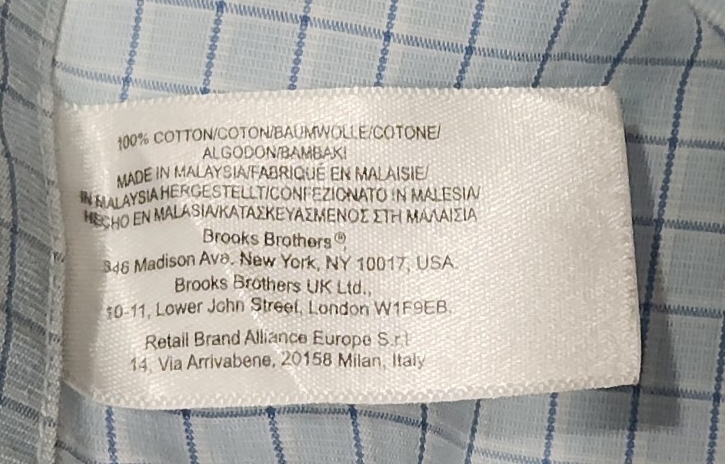 100% COTTON/COTON/BAUMWOLLE/COTONE/
ALGODON/BAMBAKI
MADE IN MALAYSIA/FABRIQUÉ EN MALAISIE/
IN MALAYSIA HERGESTELLT/CONFEZIONATO IN MALESIA/
HECHO EN MALASIA/ΚΑΤΑΣΚΕΥΑΣΜΕΝΟΣ ΣΤΗ ΜΑΛΑΙΣΙΑ
Brooks Brothers®,
346 Madison Ave. New York, NY 10017, USA.
Brooks Brothers UK Ltd.,
10-11, Lower John Street, London W1F9EB.
Retail Brand Alliance Europe S.r.l
14, Via Arrivabene, 20158 Milan, Italy